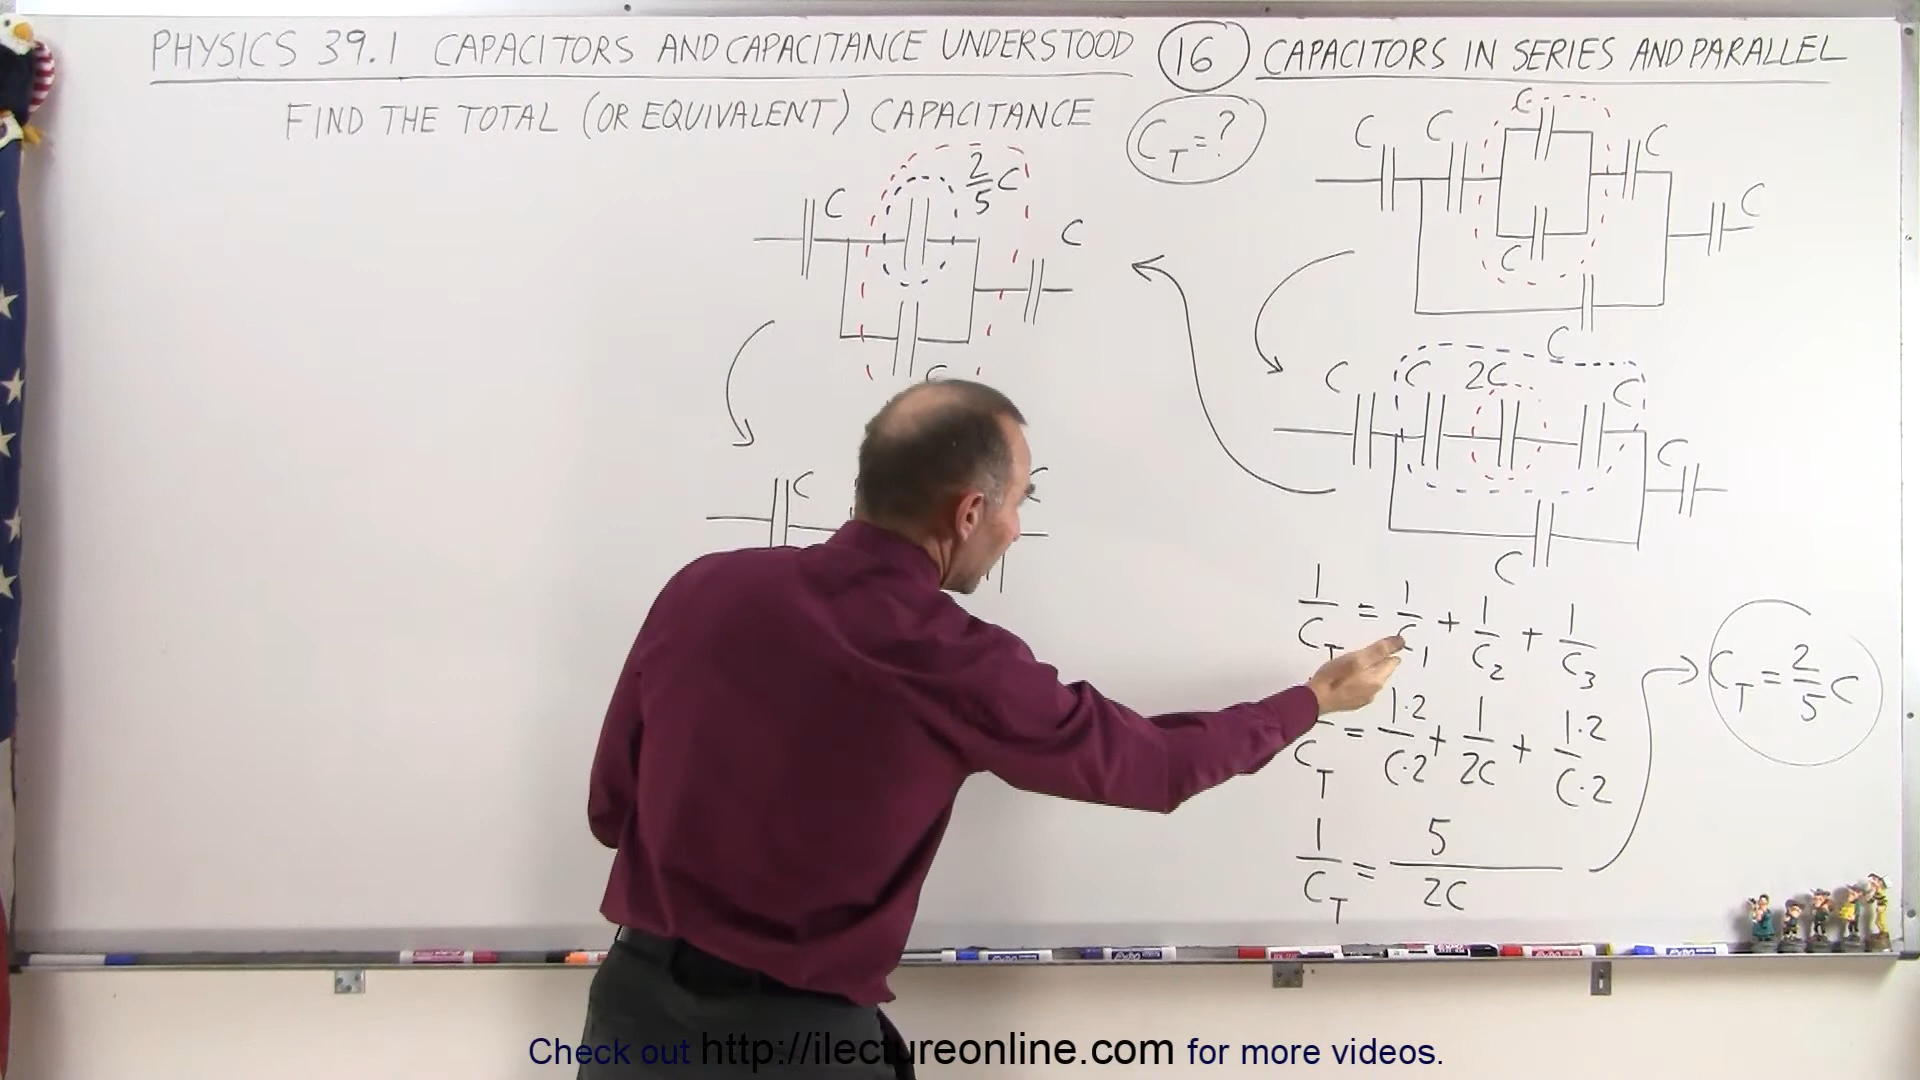 PHYSICS 39.1 CAPACITORS AND CAPACITANCE UNDERSTOOD 16 CAPACITORS IN SERIES AND PARALLEL
FIND THE TOTAL (OR EQUIVALENT) CAPACITANCE C_T = ?
C
C
C
C
C
C
C
C
2/5 C
C
C
C
C
2C
C
C
C
C
1/C_T = 1/C_1 + 1/C_2 + 1/C_3
1/C_T = 1·2/C·2 + 1/2C + 1·2/C·2
1/C_T = 5/2C
C_T = 2/5 C
Check out http://ilectureonline.com for more videos.